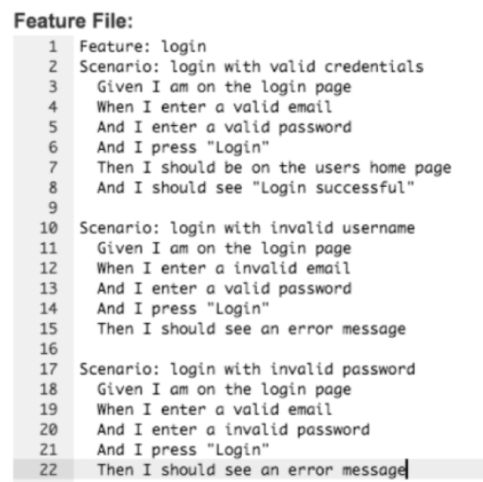 Feature File:
1 Feature: login
2 Scenario: login with valid credentials
3 Given I am on the login page
4 When I enter a valid email
5 And I enter a valid password
6 And I press "Login"
7 Then I should be on the users home page
8 And I should see "Login successful"
9
10 Scenario: login with invalid username
11 Given I am on the login page
12 When I enter a invalid email
13 And I enter a valid password
14 And I press "Login"
15 Then I should see an error message
16
17 Scenario: login with invalid password
18 Given I am on the login page
19 When I enter a valid email
20 And I enter a invalid password
21 And I press "Login"
22 Then I should see an error message